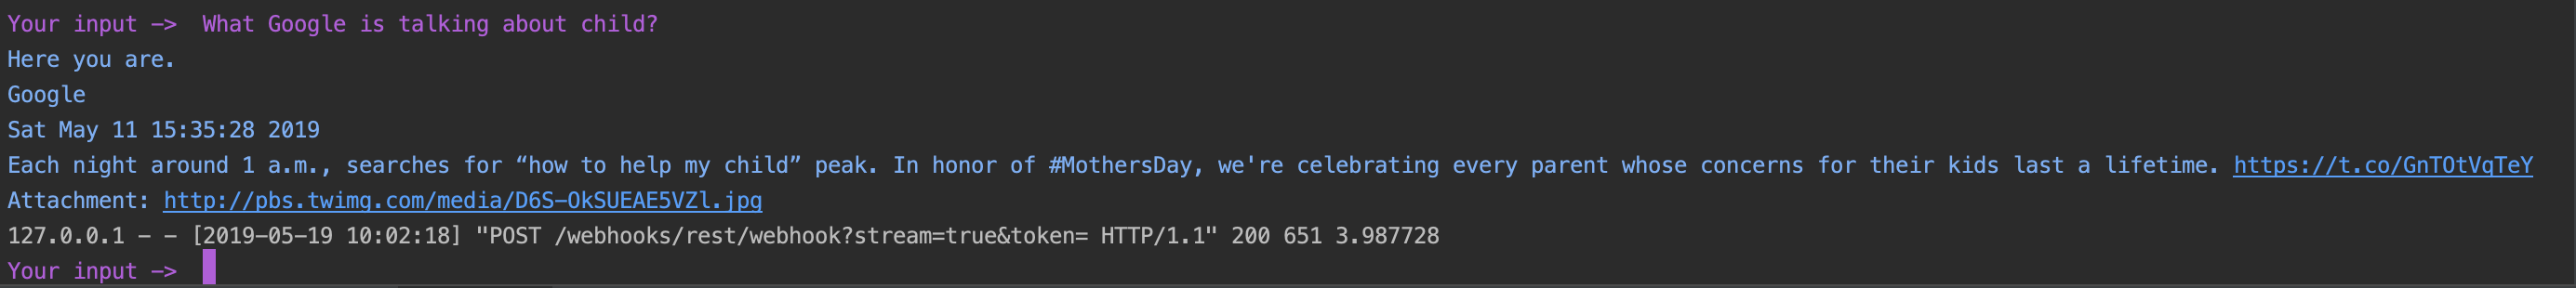 Your input ->  What Google is talking about child?
Here you are.
Google
Sat May 11 15:35:28 2019
Each night around 1 a.m., searches for “how to help my child” peak. In honor of #MothersDay, we're celebrating every parent whose concerns for their kids last a lifetime. https://t.co/GnTOtVqTeY
Attachment: http://pbs.twimg.com/media/D6S-OkSUEAE5VZl.jpg
127.0.0.1 - - [2019-05-19 10:02:18] "POST /webhooks/rest/webhook?stream=true&token= HTTP/1.1" 200 651 3.987728
Your input ->